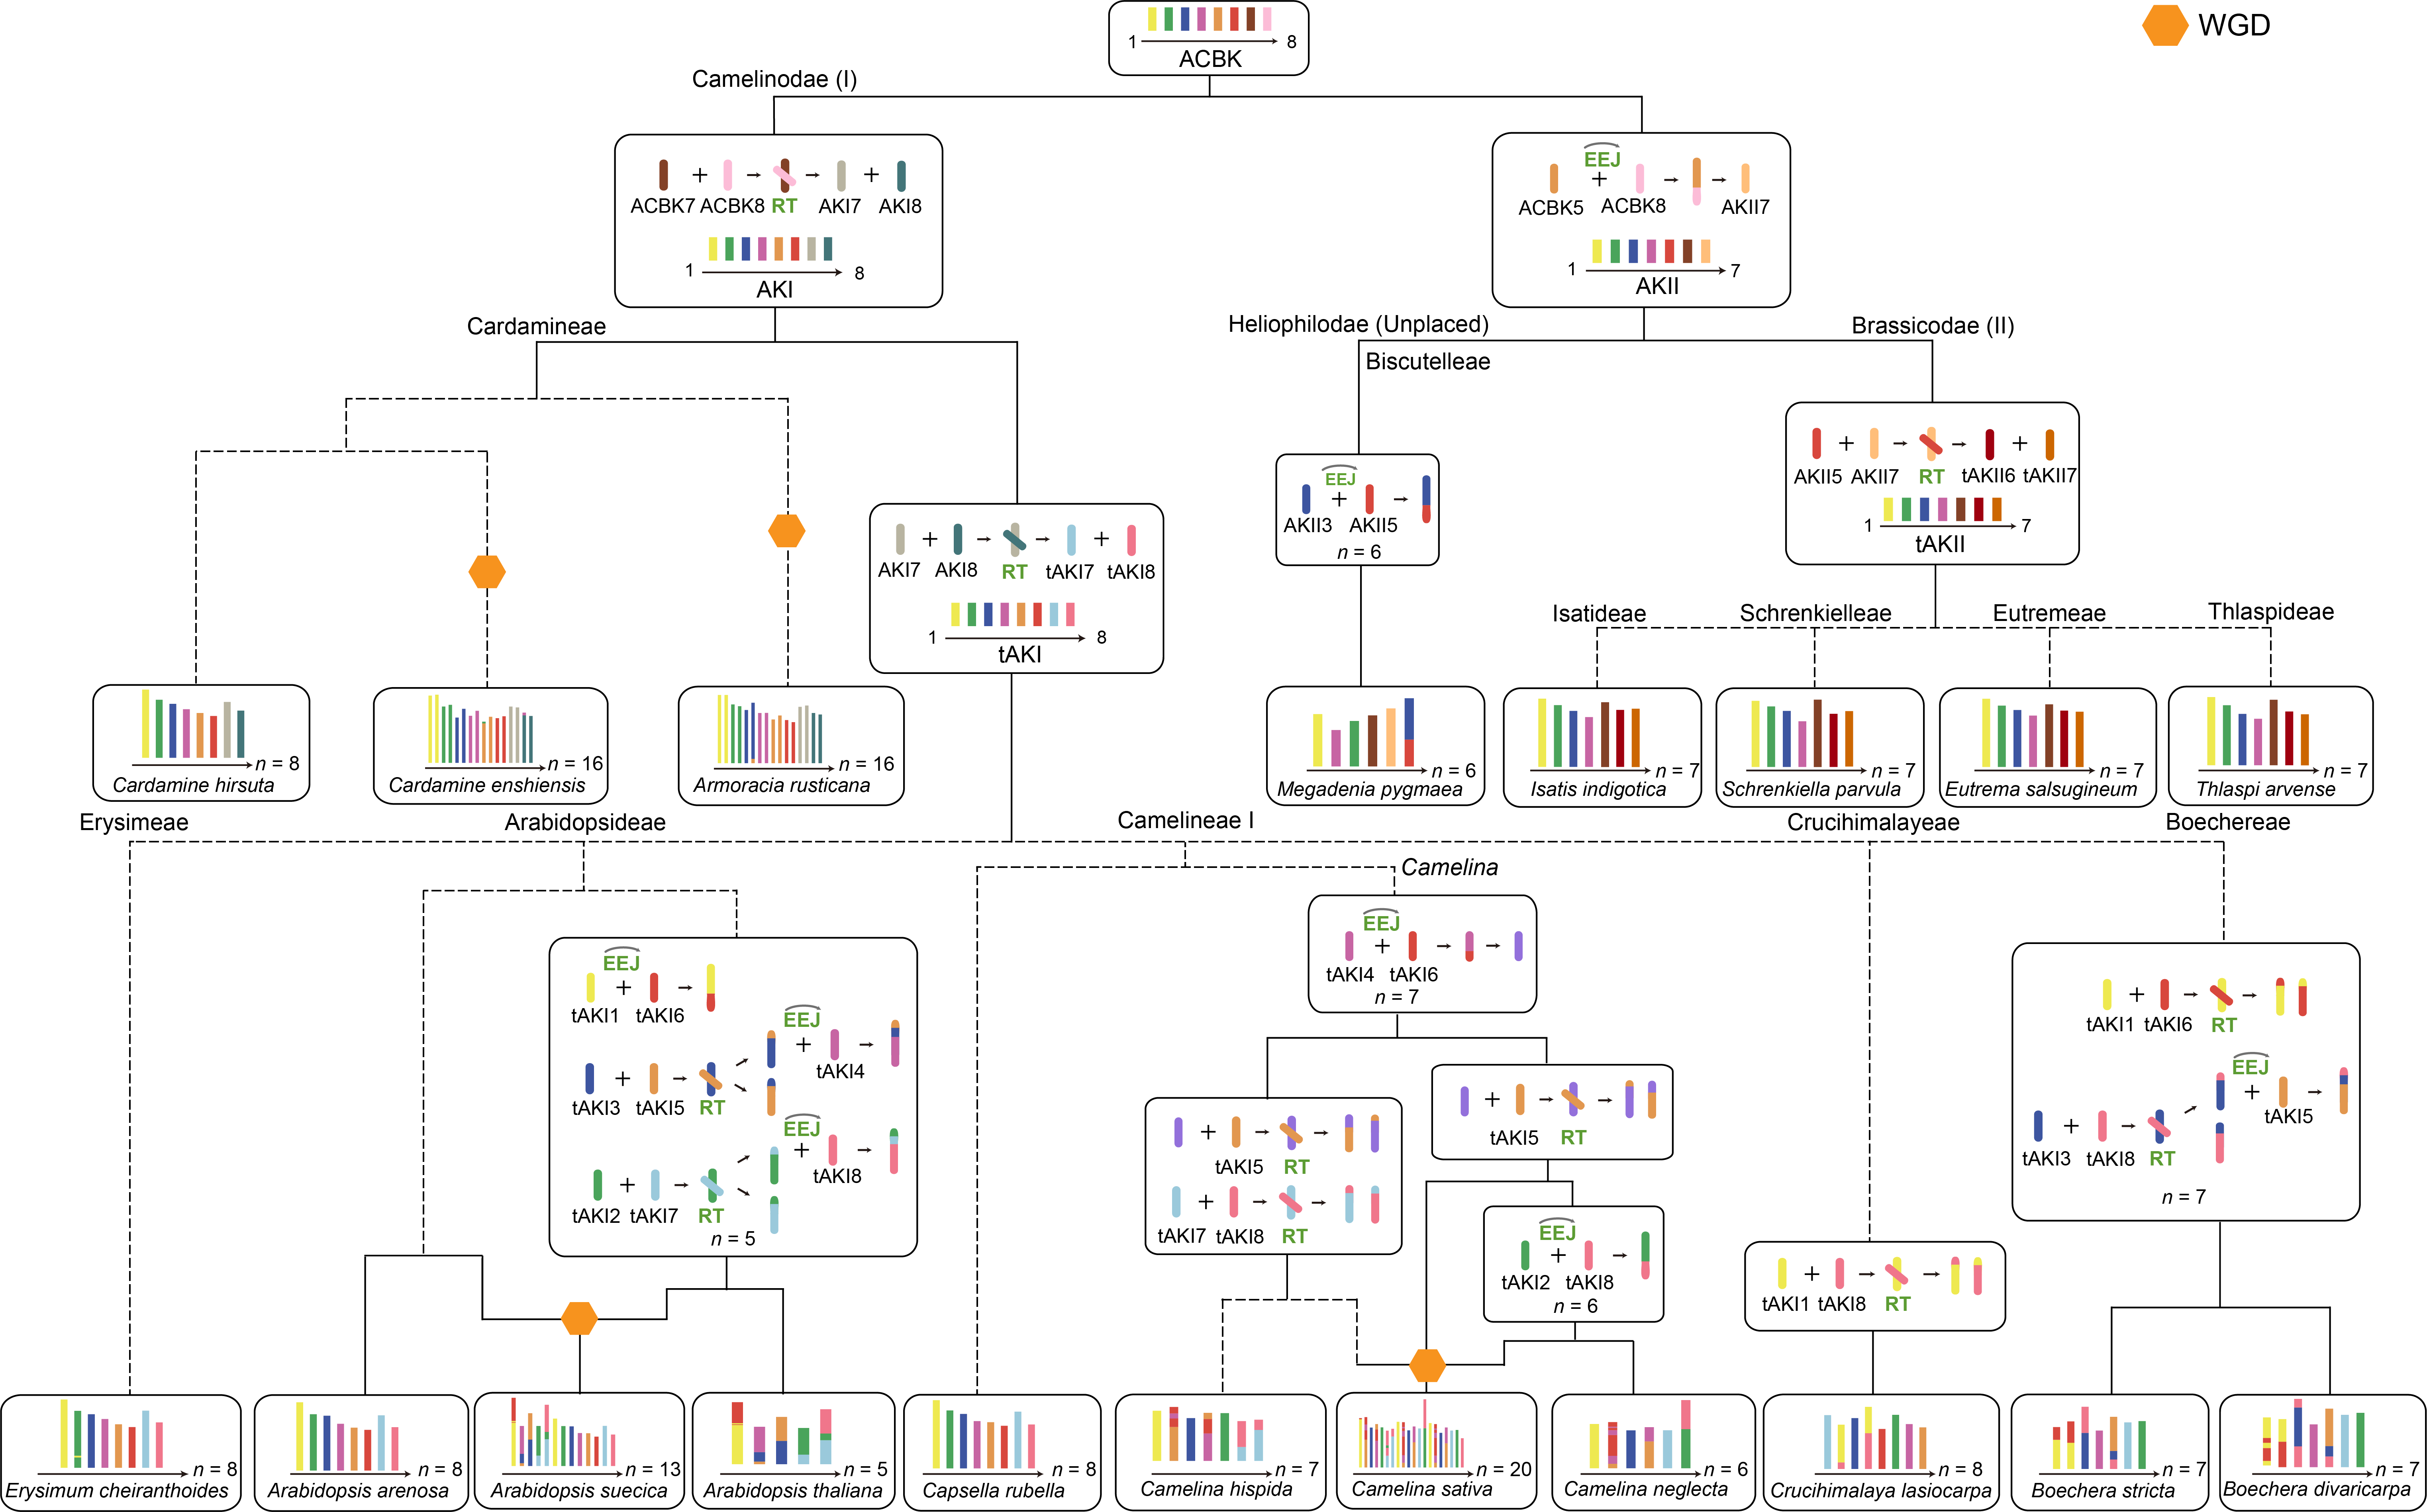 WGD
1 8
ACBK
Camelinodae (I)
ACBK7 + ACBK8 RT AKI7 + AKI8
1 8
AKI
EEJ
ACBK5 + ACBK8 AKII7
1 7
AKII
Cardamineae
Heliophilodae (Unplaced)
Brassicodae (II)
Biscutelleae
AKI7 + AKI8 RT tAKI7 + tAKI8
1 8
tAKI
EEJ
AKII3 + AKII5
n = 6
AKII5 + AKII7 RT tAKII6 + tAKII7
1 7
tAKII
Isatideae
Schrenkielleae
Eutremeae
Thlaspideae
n = 8
Cardamine hirsuta
n = 16
Cardamine enshiensis
n = 16
Armoracia rusticana
n = 6
Megadenia pygmaea
n = 7
Isatis indigotica
n = 7
Schrenkiella parvula
n = 7
Eutrema salsugineum
n = 7
Thlaspi arvense
Erysimeae
Arabidopsideae
Camelineae I
Crucihimalayeae
Boechereae
Camelina
EEJ
tAKI1 + tAKI6
EEJ
tAKI3 + tAKI5 RT + tAKI4
EEJ
tAKI2 + tAKI7 RT + tAKI8
n = 5
EEJ
tAKI4 + tAKI6
n = 7
+ tAKI5 RT
tAKI7 + tAKI8 RT
+ tAKI5 RT
EEJ
tAKI2 + tAKI8
n = 6
tAKI1 + tAKI8 RT
tAKI1 + tAKI6 RT
EEJ
tAKI3 + tAKI8 RT + tAKI5
n = 7
n = 8
Erysimum cheiranthoides
n = 8
Arabidopsis arenosa
n = 13
Arabidopsis suecica
n = 5
Arabidopsis thaliana
n = 8
Capsella rubella
n = 7
Camelina hispida
n = 20
Camelina sativa
n = 6
Camelina neglecta
n = 8
Crucihimalaya lasiocarpa
n = 7
Boechera stricta
n = 7
Boechera divaricarpa